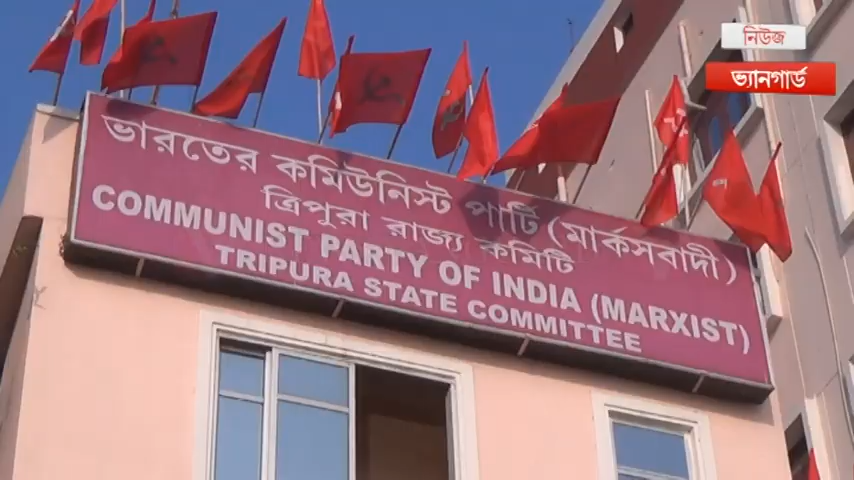 নিউজ
ভ্যানগার্ড
ভারতের কমিউনিস্ট পার্টি (মার্কসবাদী)
ত্রিপুরা রাজ্য কমিটি
COMMUNIST PARTY OF INDIA (MARXIST)
TRIPURA STATE COMMITTEE